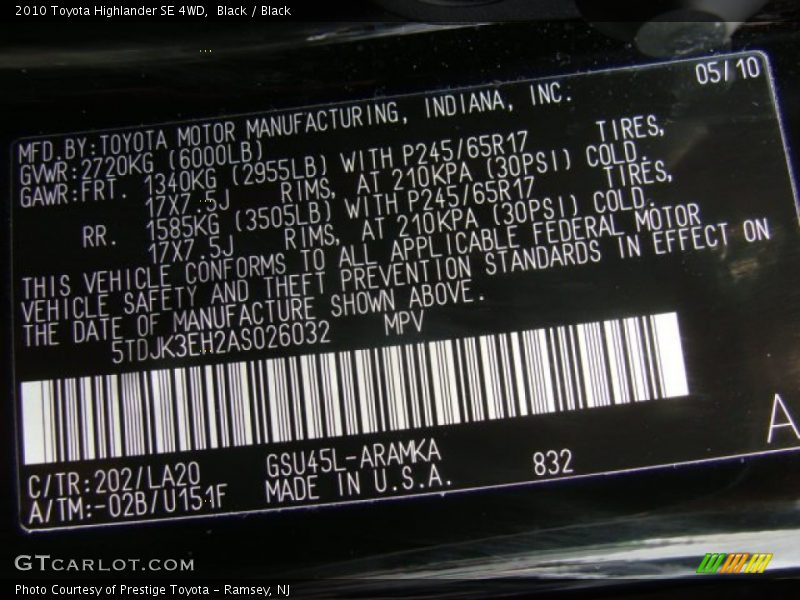 2010 Toyota Highlander SE 4WD, Black / Black
05/10
MFD.BY:TOYOTA MOTOR MANUFACTURING, INDIANA, INC.
GVWR:2720KG (6000LB)
GAWR:FRT. 1340KG (2955LB) WITH P245/65R17 TIRES,
17X7.5J RIMS, AT 210KPA (30PSI) COLD.
RR. 1585KG (3505LB) WITH P245/65R17 TIRES,
17X7.5J RIMS, AT 210KPA (30PSI) COLD.
THIS VEHICLE CONFORMS TO ALL APPLICABLE FEDERAL MOTOR
VEHICLE SAFETY AND THEFT PREVENTION STANDARDS IN EFFECT ON
THE DATE OF MANUFACTURE SHOWN ABOVE.
5TDJK3EH2AS026032 MPV
A
C/TR:202/LA20 GSU45L-ARAMKA 832
A/TM:-02B/U151F MADE IN U.S.A.
GTCARLOT.COM
Photo Courtesy of Prestige Toyota - Ramsey, NJ